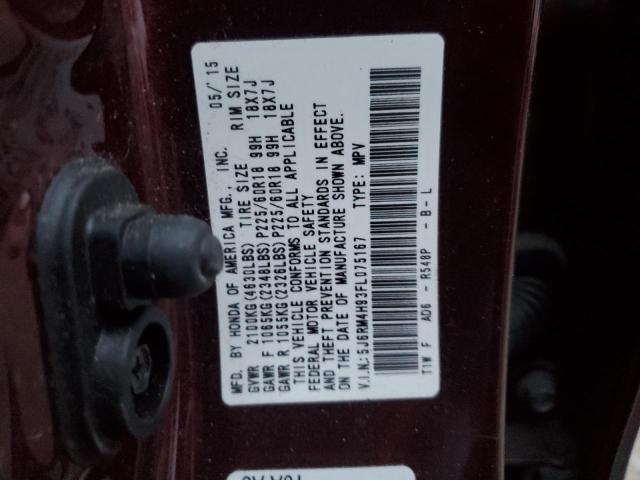 MFD. BY HONDA OF AMERICA MFG., INC. 05/'15
GVWR 2100KG(4630LBS) TIRE SIZE RIM SIZE
GAWR F 1065KG(2348LBS)P225/60R18 99H 18X7J
GAWR R 1055KG(2326LBS)P225/60R18 99H 18X7J
THIS VEHICLE CONFORMS TO ALL APPLICABLE
FEDERAL MOTOR VEHICLE SAFETY
AND THEFT PREVENTION STANDARDS IN EFFECT
ON THE DATE OF MANUFACTURE SHOWN ABOVE.
V.I.N.:5J6RM4H93FL075167 TYPE: MPV
T1W F AD6 - R548P - B - L